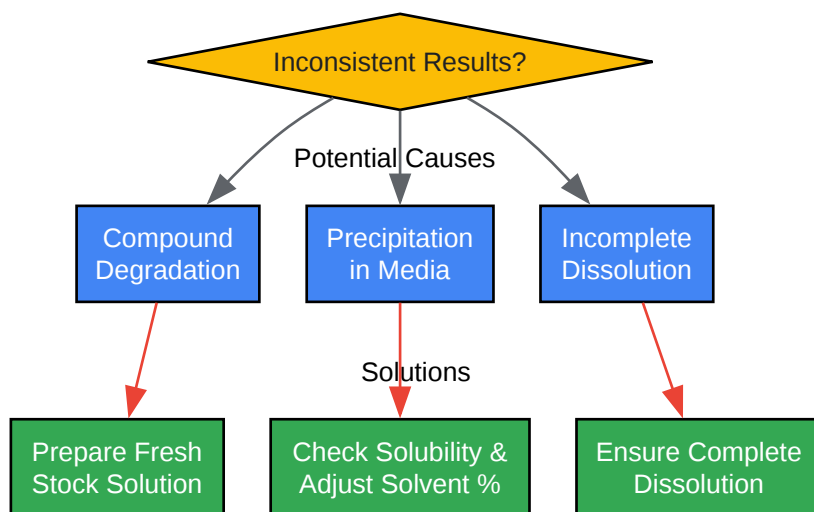 Inconsistent Results?
Potential Causes
Compound
Degradation
Precipitation
in Media
Incomplete
Dissolution
Solutions
Prepare Fresh
Stock Solution
Check Solubility &
Adjust Solvent %
Ensure Complete
Dissolution